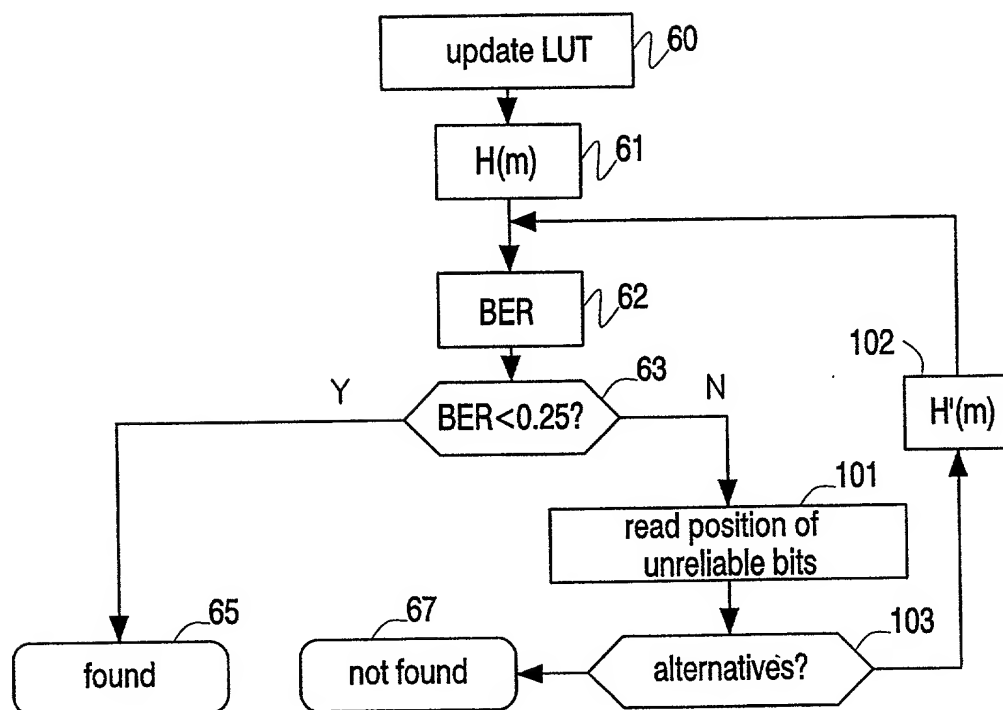 update LUT
60
H(m)
61
BER
62
102
63
Y
N
BER<0.25?
H'(m)
101
read position of
unreliable bits
65
67
103
found
not found
alternatives?